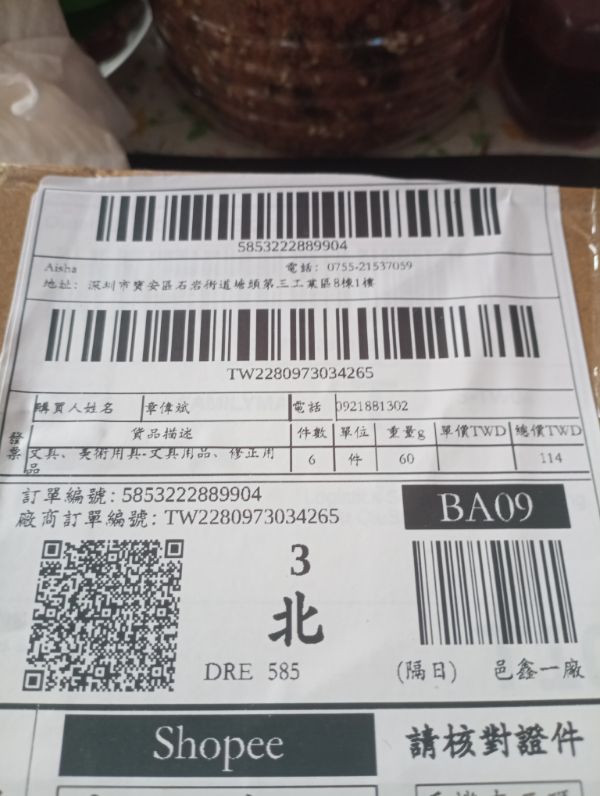 5853222889904
Aisha 電話: 0755-21537059
地址: 深圳市寶安區石岩街道塘頭第三工業區8棟1樓
TW2280973034265
購買人姓名 章偉斌 電話 0921881302
發票 貨品描述 件數 單位 重量g 單價TWD 總價TWD
文具、美術用具-文具用品、修正用品 6 件 60 114
訂單編號: 5853222889904
廠商訂單編號: TW2280973034265
BA09
3
北
DRE 585
(隔日) 邑鑫一廠
Shopee 請核對證件